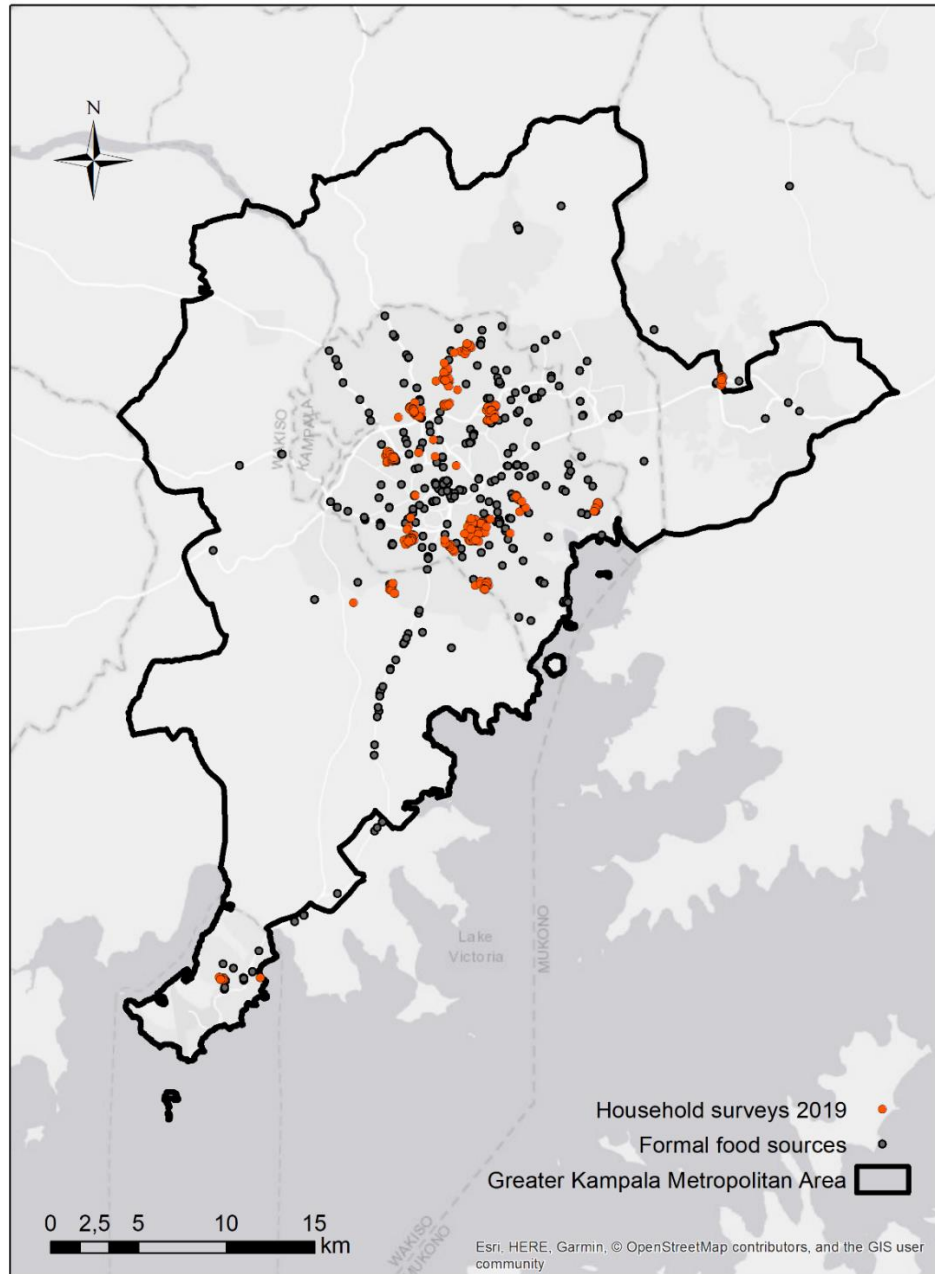 N
WAKISO
KAMPALA
Lake
Victoria
MUKONO
WAKISO
MUKONO
Household surveys 2019
Formal food sources
Greater Kampala Metropolitan Area
0 2,5 5 10 15
km
Esri, HERE, Garmin, © OpenStreetMap contributors, and the GIS user
community